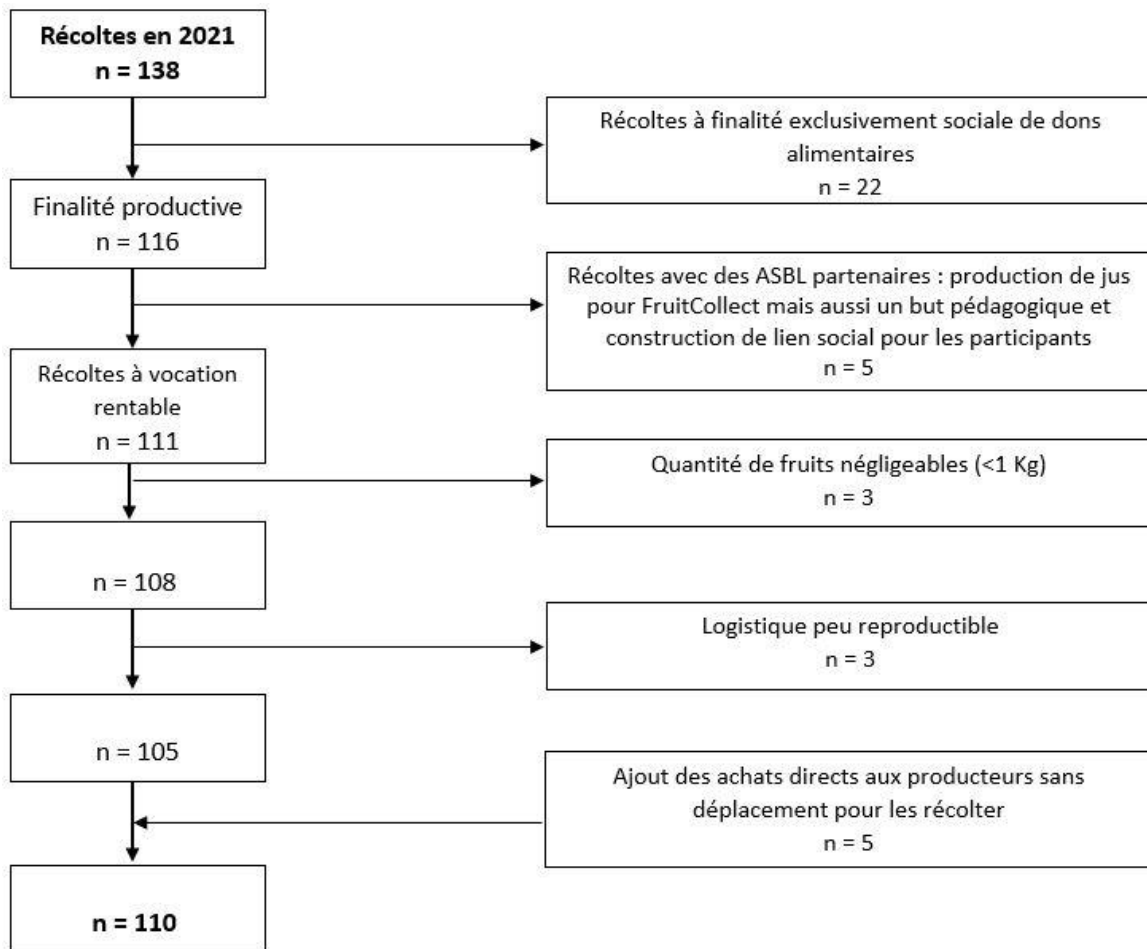 Récoltes en 2021
n = 138
Récoltes à finalité exclusivement sociale de dons
alimentaires
n = 22
Finalité productive
n = 116
Récoltes avec des ASBL partenaires : production de jus
pour FruitCollect mais aussi un but pédagogique et
construction de lien social pour les participants
n = 5
Récoltes à vocation
rentable
n = 111
Quantité de fruits négligeables (<1 Kg)
n = 3
n = 108
Logistique peu reproductible
n = 3
n = 105
Ajout des achats directs aux producteurs sans
déplacement pour les récolter
n = 5
n = 110